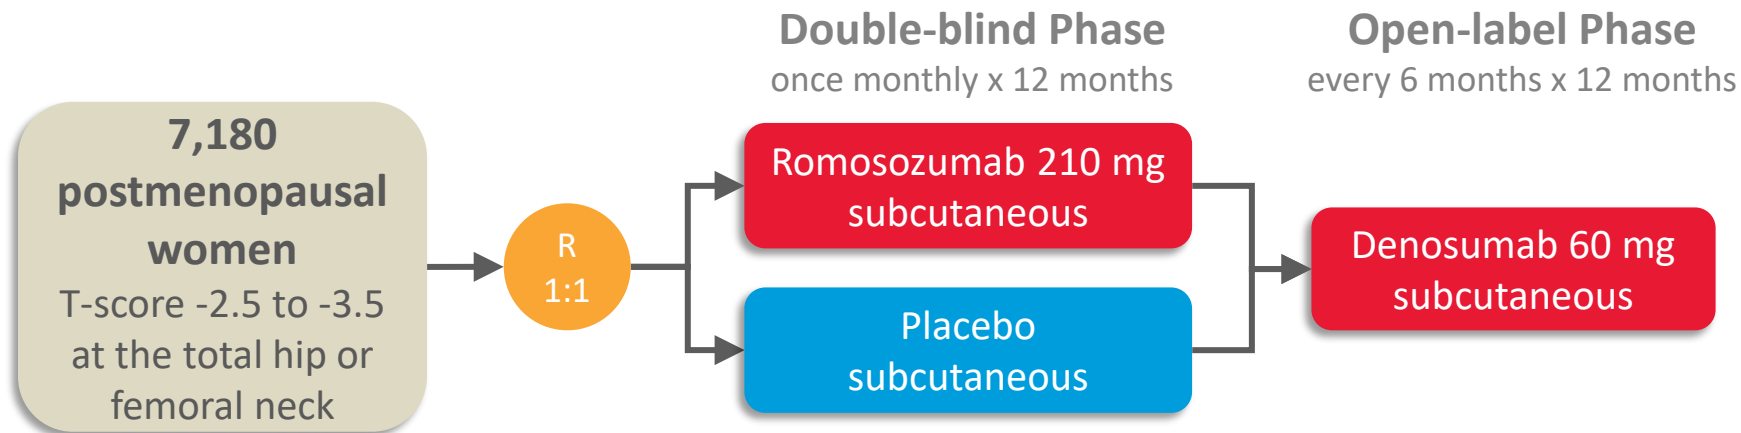 Double-blind Phase
once monthly x 12 months
Open-label Phase
every 6 months x 12 months
7,180
postmenopausal
women
T-score -2.5 to -3.5
at the total hip or
femoral neck
R
1:1
Romosozumab 210 mg
subcutaneous
Placebo
subcutaneous
Denosumab 60 mg
subcutaneous